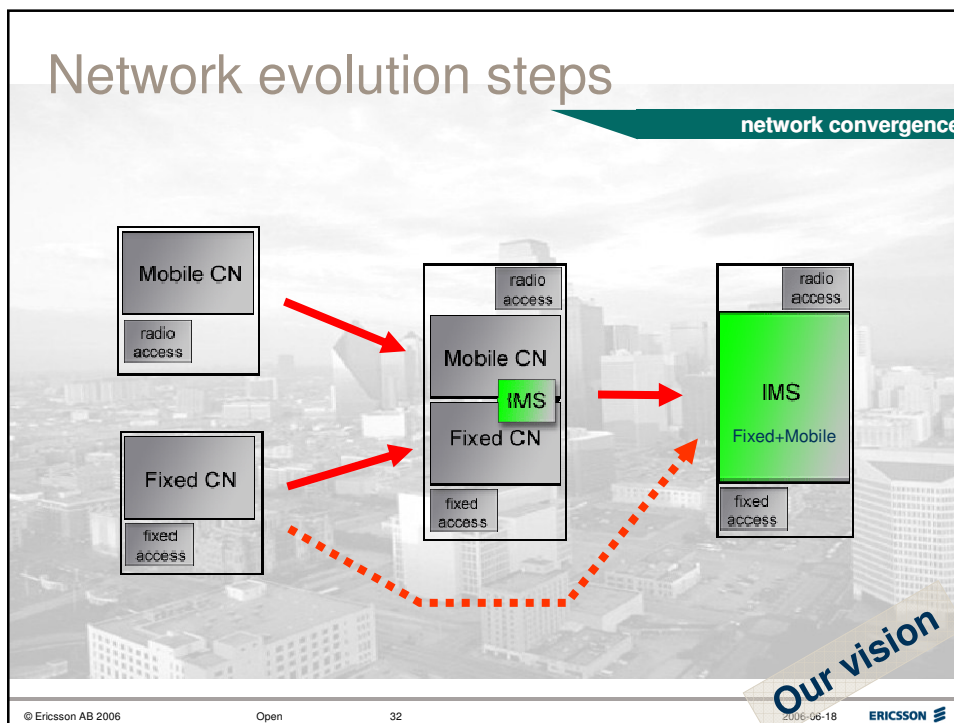 Network evolution steps
network convergence
Mobile CN
radio
access
Fixed CN
fixed
access
radio
access
Mobile CN
IMS
Fixed CN
fixed
access
radio
access
IMS
Fixed+Mobile
fixed
access
Our vision
© Ericsson AB 2006
Open
32
2006-06-18
ERICSSON